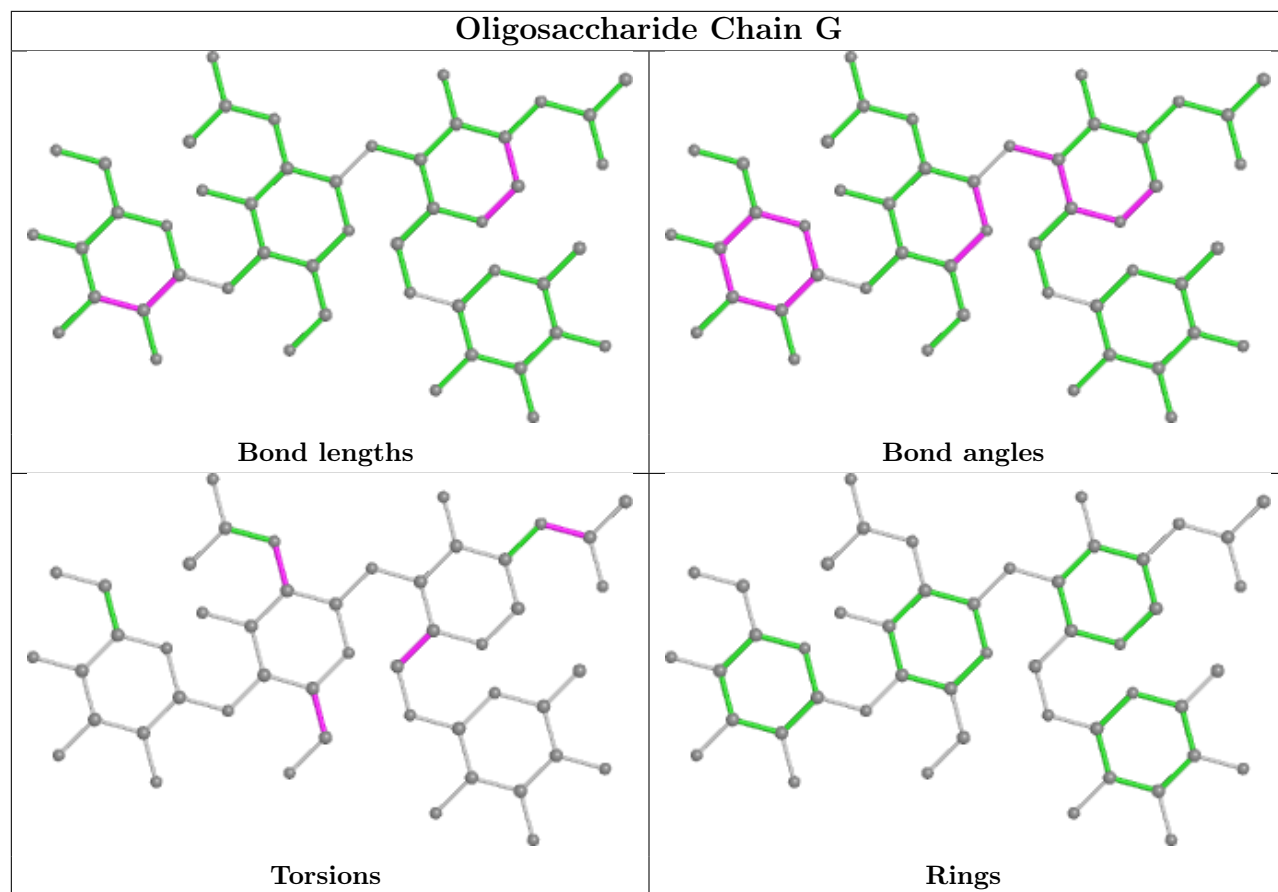 Oligosaccharide Chain G
Bond lengths
Bond angles
Torsions
Rings